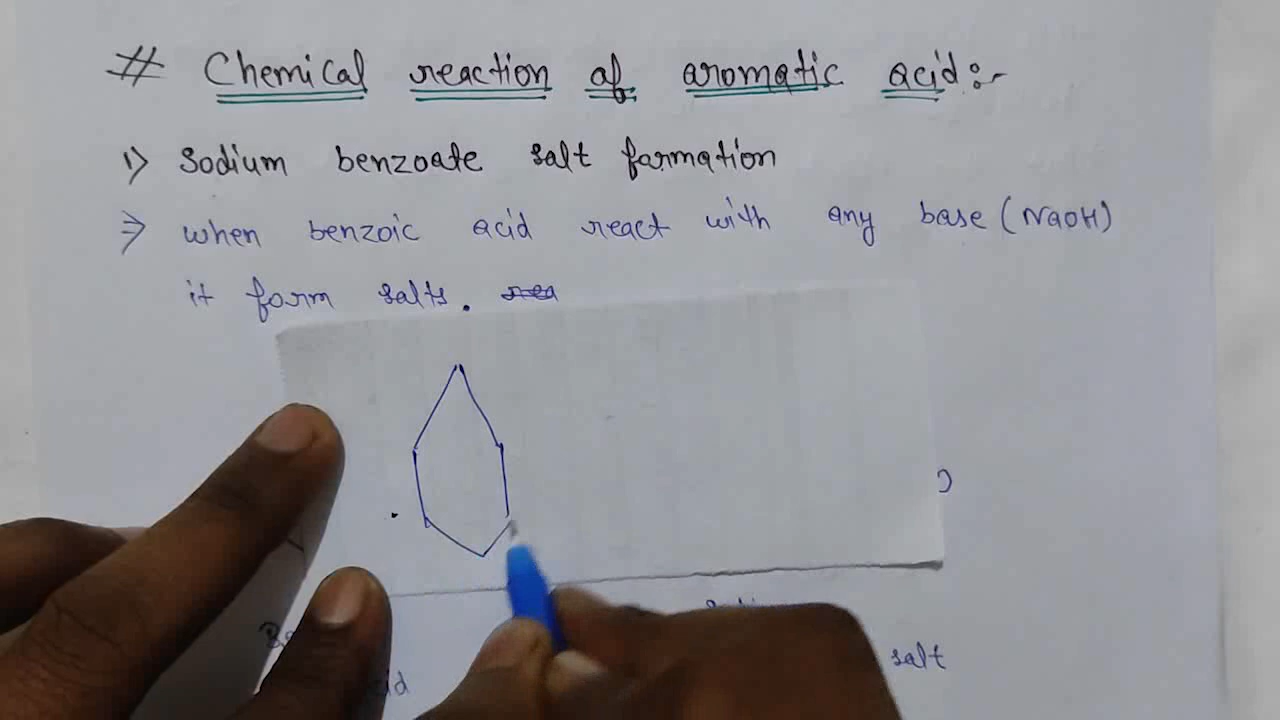 # Chemical reaction of aromatic acid:-
1) Sodium benzoate salt formation
⇒ when benzoic acid react with any base (NaOH)
it form salts.
salt